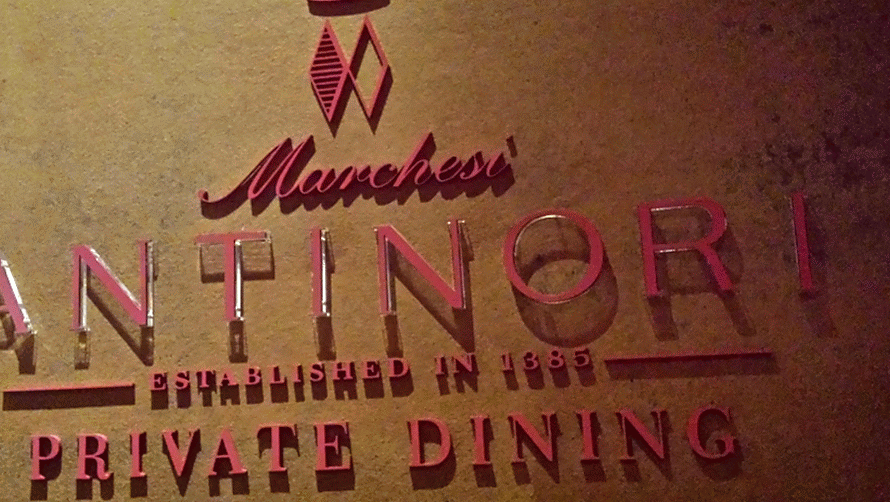 Marchesi
ANTINORI
ESTABLISHED IN 1385
PRIVATE DINING